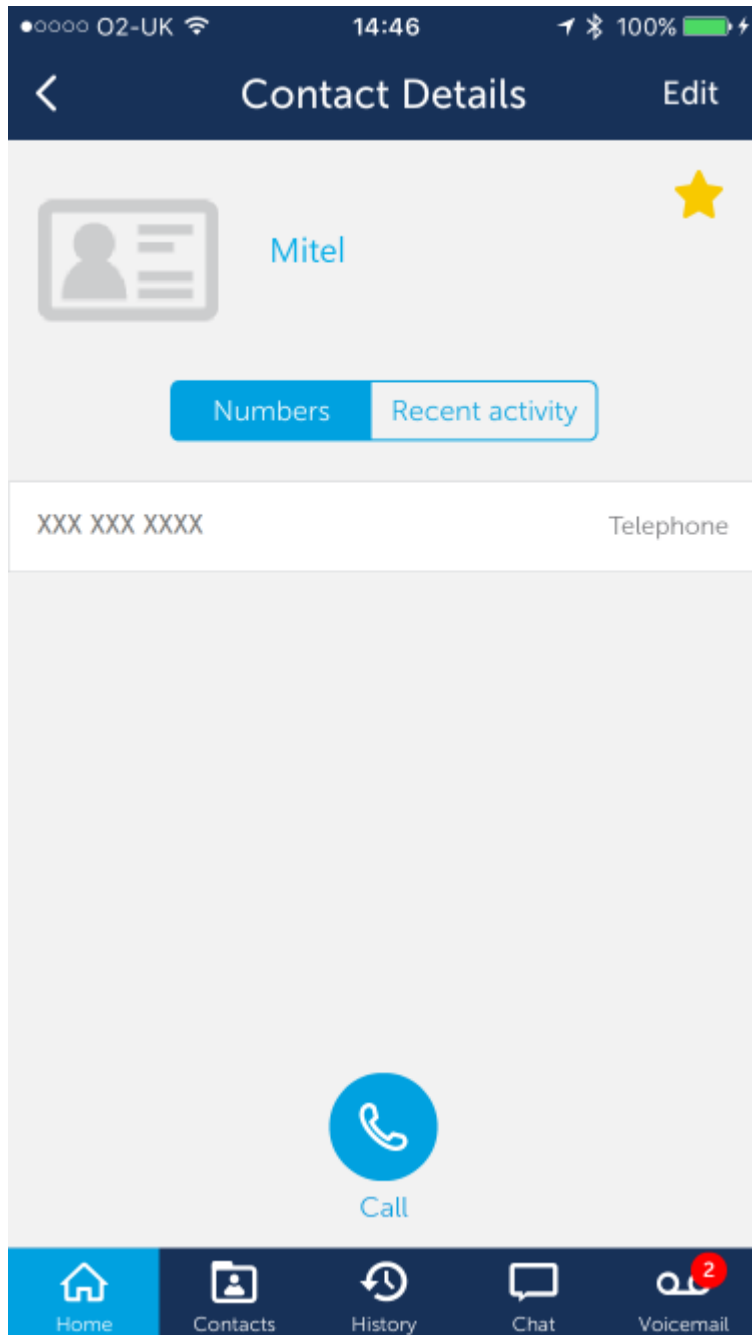 O2-UK 14:46 100%
Contact Details Edit
Mitel
Numbers Recent activity
XXX XXX XXXX Telephone
Call
2
Home Contacts History Chat Voicemail